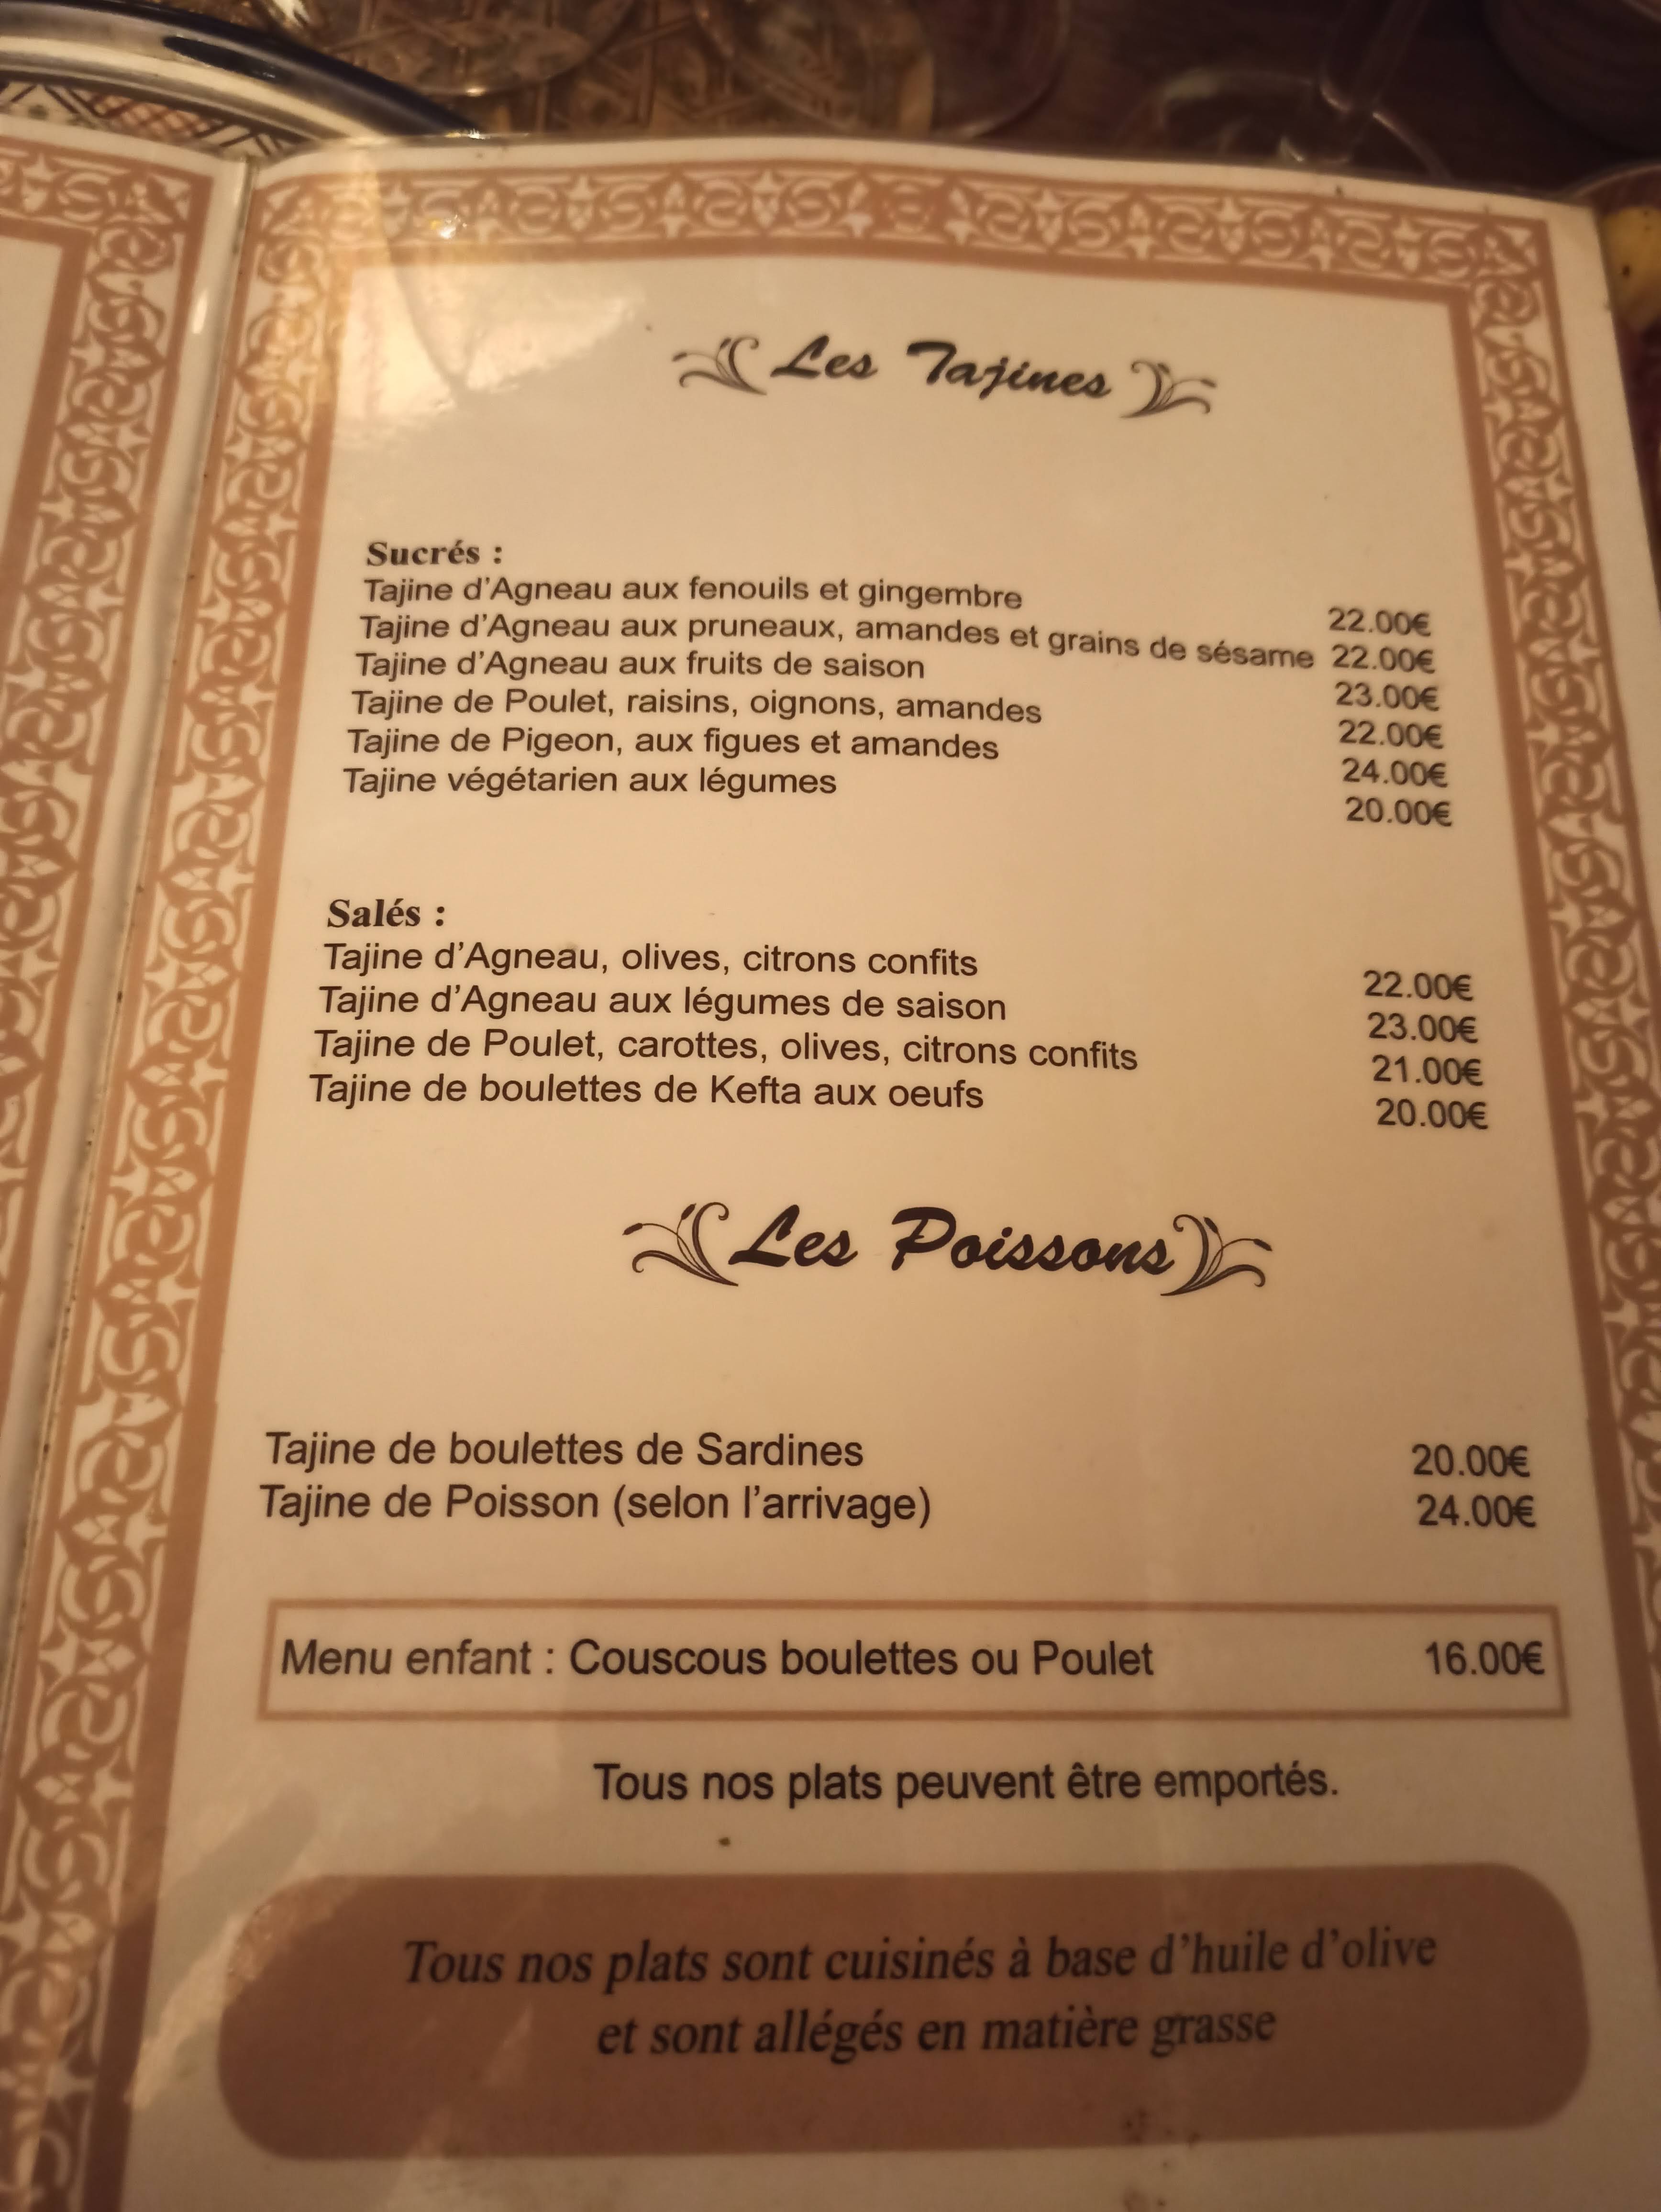 Les Tajines
Sucrés :
Tajine d'Agneau aux fenouils et gingembre 22.00€
Tajine d'Agneau aux pruneaux, amandes et grains de sésame 22.00€
Tajine d'Agneau aux fruits de saison 23.00€
Tajine de Poulet, raisins, oignons, amandes 22.00€
Tajine de Pigeon, aux figues et amandes 24.00€
Tajine végétarien aux légumes 20.00€
Salés :
Tajine d'Agneau, olives, citrons confits 22.00€
Tajine d'Agneau aux légumes de saison 23.00€
Tajine de Poulet, carottes, olives, citrons confits 21.00€
Tajine de boulettes de Kefta aux oeufs 20.00€
Les Poissons
Tajine de boulettes de Sardines 20.00€
Tajine de Poisson (selon l'arrivage) 24.00€
Menu enfant : Couscous boulettes ou Poulet 16.00€
Tous nos plats peuvent être emportés.
Tous nos plats sont cuisinés à base d'huile d'olive
et sont allégés en matière grasse